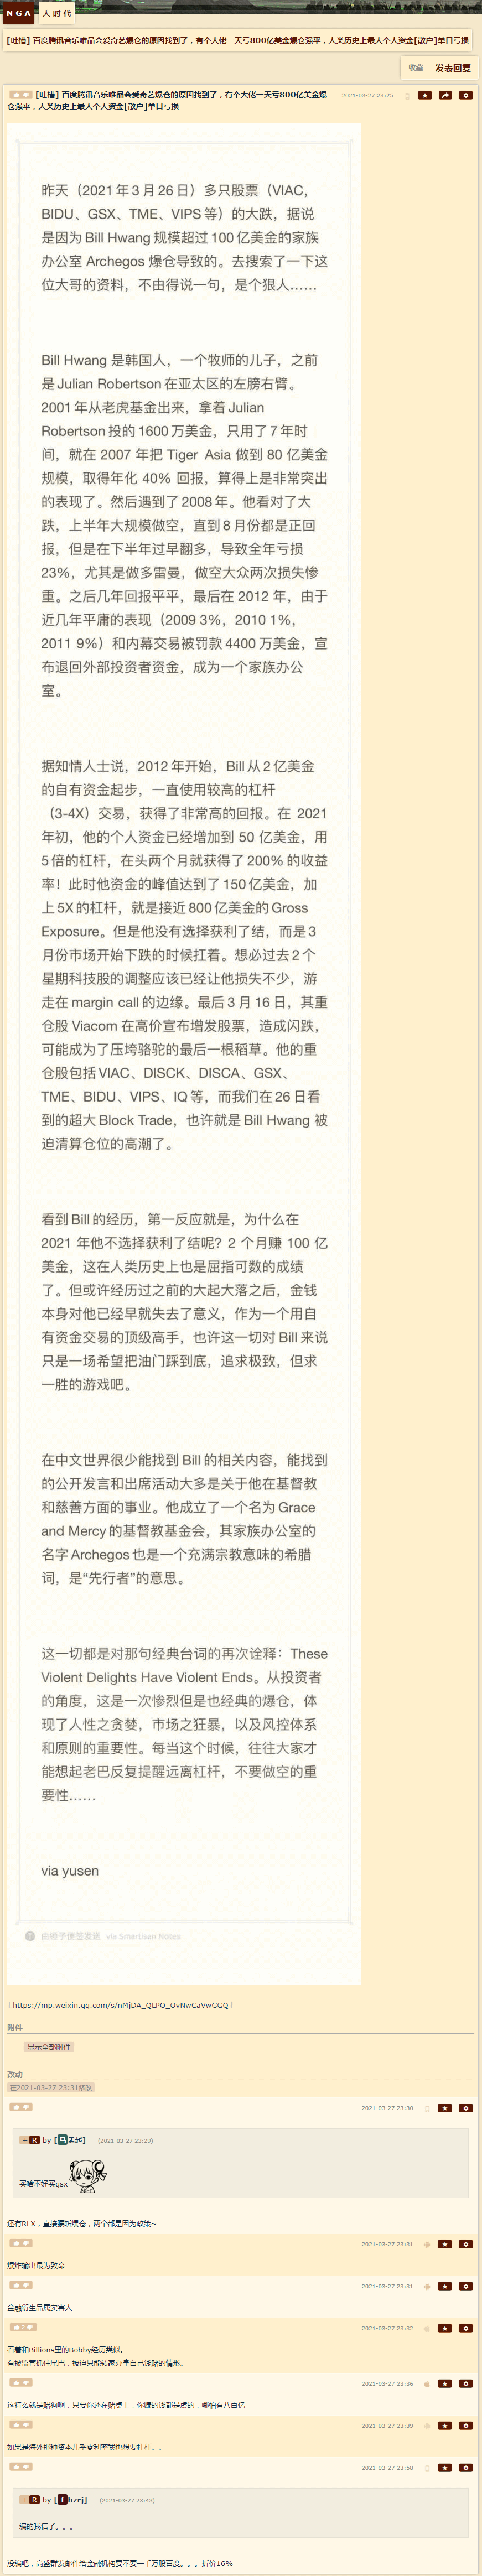 NGA
大时代
[吐槽] 百度腾讯音乐唯品会爱奇艺爆仓的原因找到了，有个大佬一天亏800亿美金爆仓强平，人类历史上最大个人资金[散户]单日亏损
收藏
发表回复
[吐槽] 百度腾讯音乐唯品会爱奇艺爆仓的原因找到了，有个大佬一天亏800亿美金爆
仓强平，人类历史上最大个人资金[散户]单日亏损
2021-03-27 23:25
昨天（2021 年 3 月 26 日）多只股票（VIAC，
BIDU、GSX、TME、VIPS 等）的大跌，据说
是因为 Bill Hwang 规模超过 100 亿美金的家族
办公室 Archegos 爆仓导致的。去搜索了一下这
位大哥的资料，不由得说一句，是个狠人……
Bill Hwang 是韩国人，一个牧师的儿子，之前
是 Julian Robertson 在亚太区的左膀右臂。
2001 年从老虎基金出来，拿着 Julian
Robertson 投的 1600 万美金，只用了 7 年时
间，就在 2007 年把 Tiger Asia 做到 80 亿美金
规模，取得年化 40% 回报，算得上是非常突出
的表现了。然后遇到了 2008 年。他看对了大
跌，上半年大规模做空，直到 8 月份都是正回
报，但是在下半年过早翻多，导致全年亏损
23%，尤其是做多雷曼，做空大众两次损失惨
重。之后几年回报平平，最后在 2012 年，由于
近几年平庸的表现（2009 3%，2010 1%，
2011 9%）和内幕交易被罚款 4400 万美金，宣
布退回外部投资者资金，成为一个家族办公
室。
据知情人士说，2012 年开始，Bill 从 2 亿美金
的自有资金起步，一直使用较高的杠杆
（3-4X）交易，获得了非常高的回报。在 2021
年初，他的个人资金已经增加到 50 亿美金，用
5 倍的杠杆，在头两个月就获得了 200% 的收益
率！此时他资金的峰值达到了 150 亿美金，加
上 5X 的杠杆，就是接近 800 亿美金的 Gross
Exposure。但是他没有选择获利了结，而是 3
月份市场开始下跌的时候扛着。想必过去 2 个
星期科技股的调整应该已经让他损失不少，游
走在 margin call 的边缘。最后 3 月 16 日，其重
仓股 Viacom 在高价宣布增发股票，造成闪跌，
可能成为了压垮骆驼的最后一根稻草。他的重
仓股包括 VIAC、DISCK、DISCA、GSX、
TME、BIDU、VIPS、IQ 等，而我们在 26 日看
到的超大 Block Trade，也许就是 Bill Hwang 被
迫清算仓位的高潮了。
看到 Bill 的经历，第一反应就是，为什么在
2021 年他不选择获利了结呢？2 个月赚 100 亿
美金，这在人类历史上也是屈指可数的成绩
了。但或许经历过之前的大起大落之后，金钱
本身对他已经早就失去了意义，作为一个用自
有资金交易的顶级高手，也许这一切对 Bill 来说
只是一场希望把油门踩到底，追求极致，但求
一胜的游戏吧。
在中文世界很少能找到 Bill 的相关内容，能找到
的公开发言和出席活动大多是关于他在基督教
和慈善方面的事业。他成立了一个名为 Grace
and Mercy 的基督教基金会，其家族办公室的
名字 Archegos 也是一个充满宗教意味的希腊
词，是“先行者”的意思。
这一切都是对那句经典台词的再次诠释：These
Violent Delights Have Violent Ends。从投资者
的角度，这是一次惨烈但是也经典的爆仓，体
现了人性之贪婪，市场之狂暴，以及风控体系
和原则的重要性。每当这个时候，往往大家才
能想起老巴反复提醒远离杠杆，不要做空的重
要性……
via yusen
由锤子便签发送 via Smartisan Notes
[ https://mp.weixin.qq.com/s/nMjDA_QLPO_OvNwCaVwGGQ ]
附件
显示全部附件
改动
在2021-03-27 23:31修改
2021-03-27 23:30
+ R by [马孟起] (2021-03-27 23:29)
买啥不好买gsx
还有RLX，直接腰斩爆仓，两个都是因为政策~
2021-03-27 23:31
爆炸输出最为致命
2021-03-27 23:31
金融衍生品属实害人
2
2021-03-27 23:32
看着和Billions里的Bobby经历类似。
有被监管抓住尾巴，被迫只能转家办拿自己钱赌的情形。
2021-03-27 23:36
这特么就是赌狗啊，只要你还在赌桌上，你赚的钱都是虚的，哪怕有八百亿
2021-03-27 23:39
如果是海外那种资本几乎零利率我也想要杠杆。。
2021-03-27 23:58
+ R by [fhzrj] (2021-03-27 23:43)
编的我信了。。。
没编吧，高盛群发邮件给金融机构要不要一千万股百度。。。折价16%